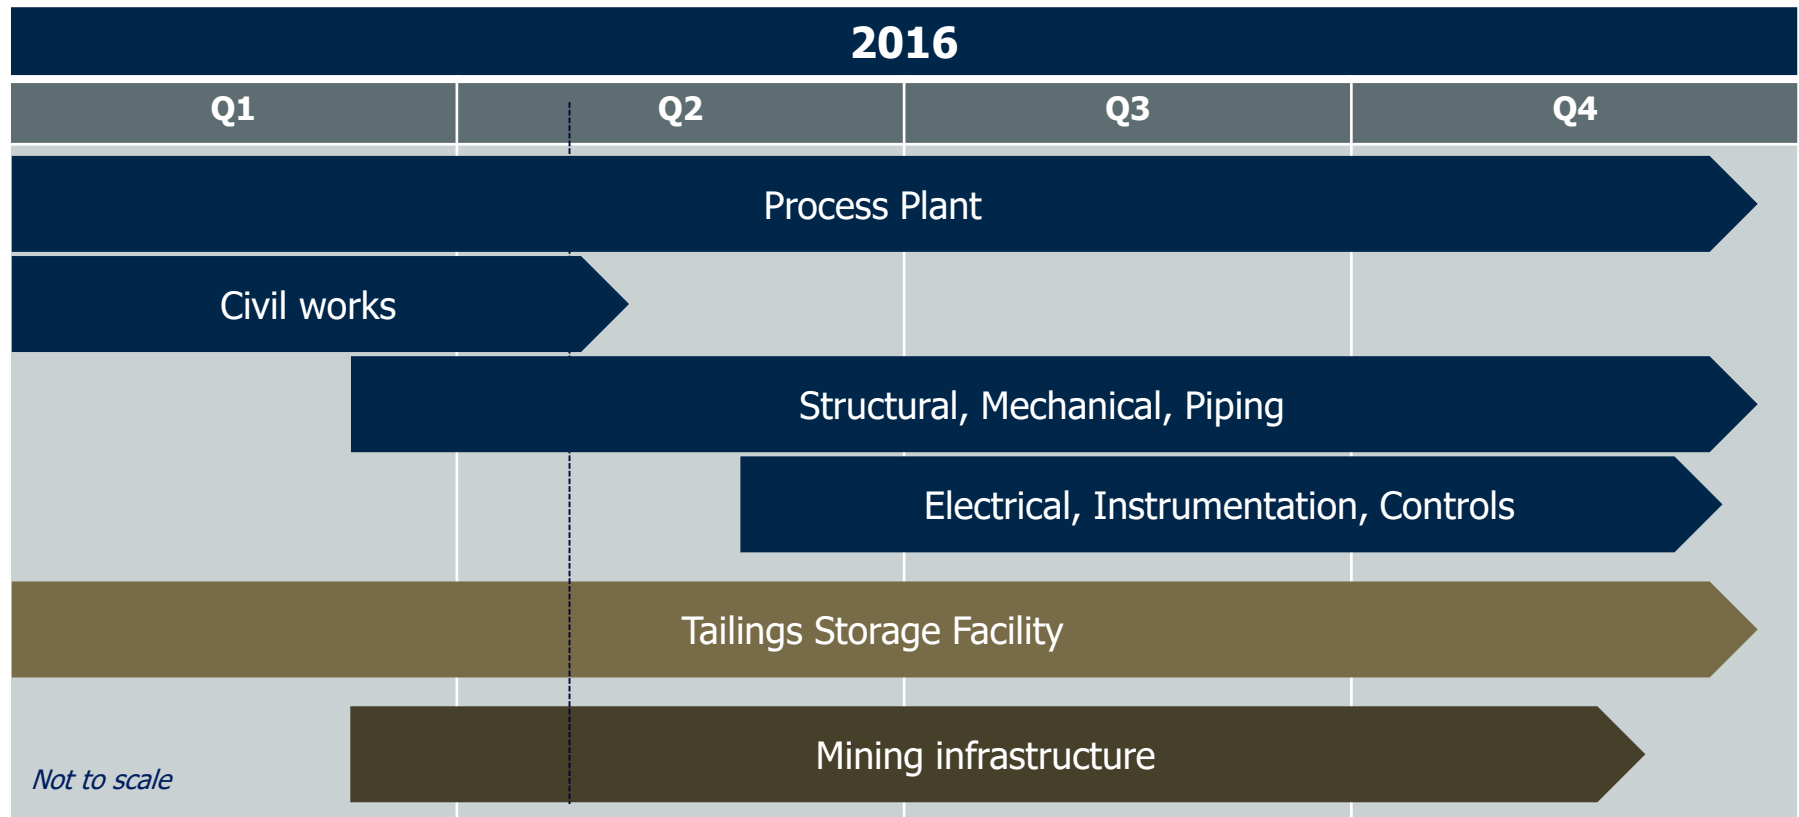 2016
Q1 Q2 Q3 Q4
Process Plant
Civil works
Structural, Mechanical, Piping
Electrical, Instrumentation, Controls
Tailings Storage Facility
Mining infrastructure
Not to scale